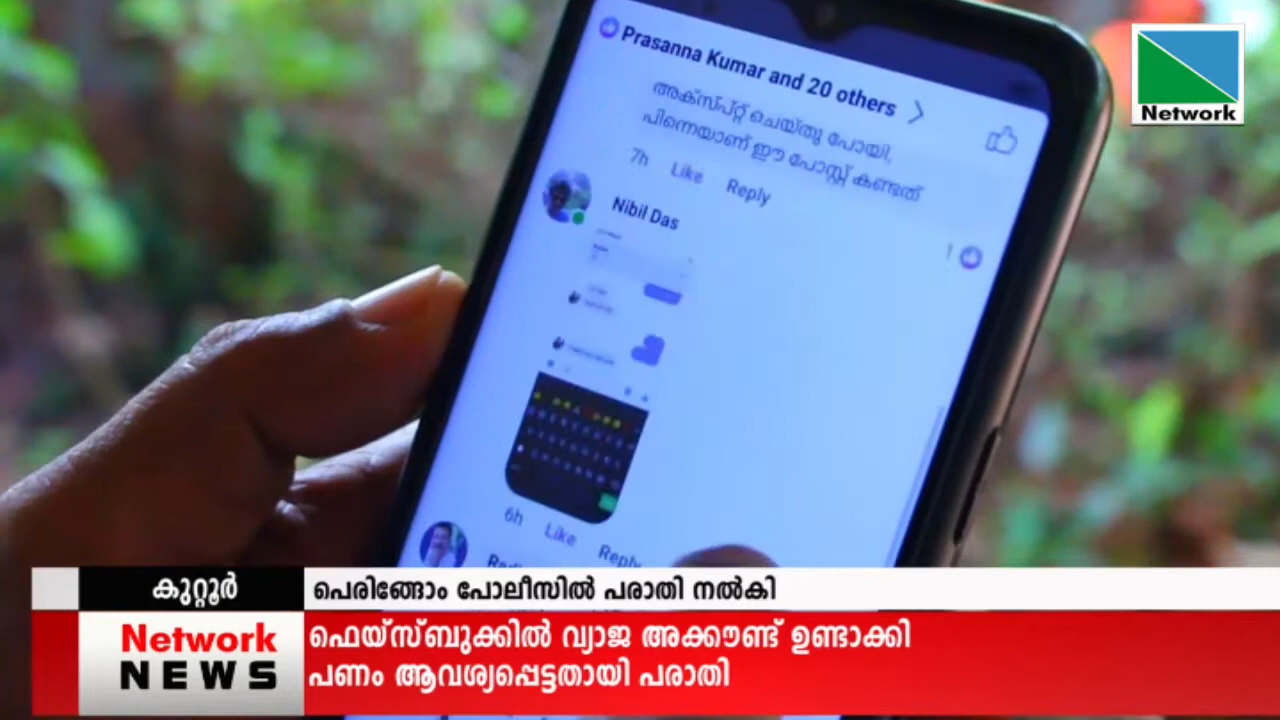 Prasanna Kumar and 20 others
അക്സ്പ്റ്റ് ചെയ്തു പോയി,
പിന്നെയാണ് ഈ പോസ്റ്റ് കണ്ടത്
7h Like Reply
Nibil Das
6h Like Reply
Network
കുറ്റൂർ
പെരിങ്ങോം പോലീസിൽ പരാതി നൽകി
Network
NEWS
ഫെയ്സ്ബുക്കിൽ വ്യാജ അക്കൗണ്ട് ഉണ്ടാക്കി
പണം ആവശ്യപ്പെട്ടതായി പരാതി